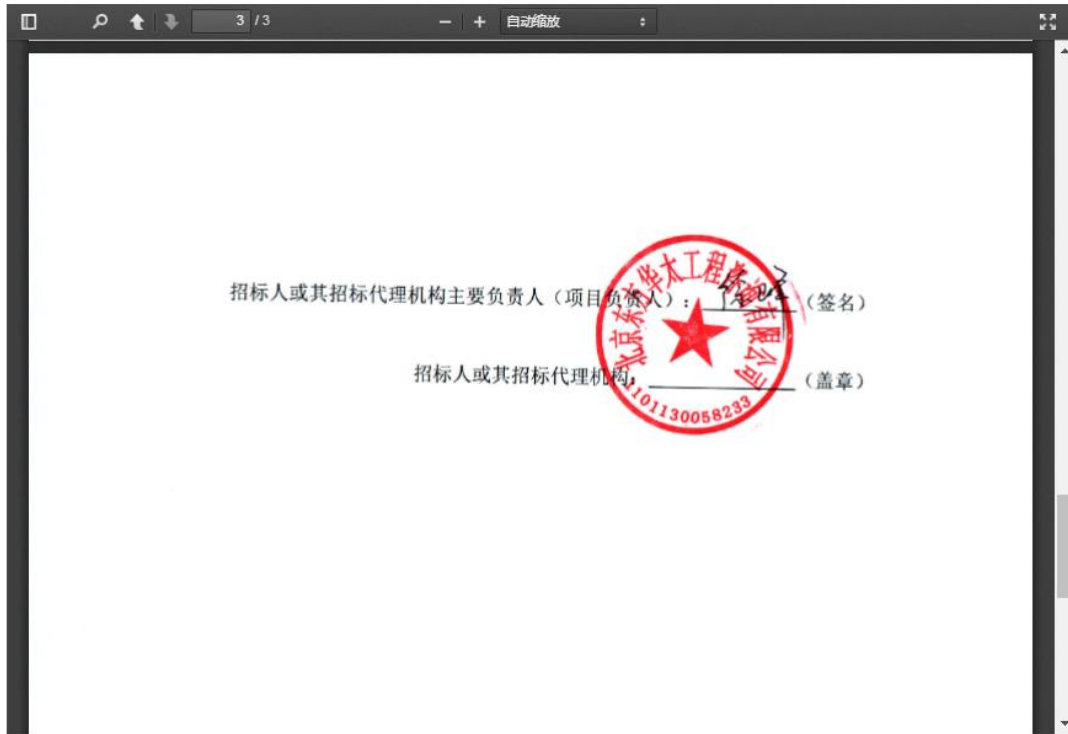 3 / 3
自动缩放
招标人或其招标代理机构主要负责人（项目负责人）：（签名）
招标人或其招标代理机构：（盖章）
北京东方华太工程咨询有限公司
1101130058233